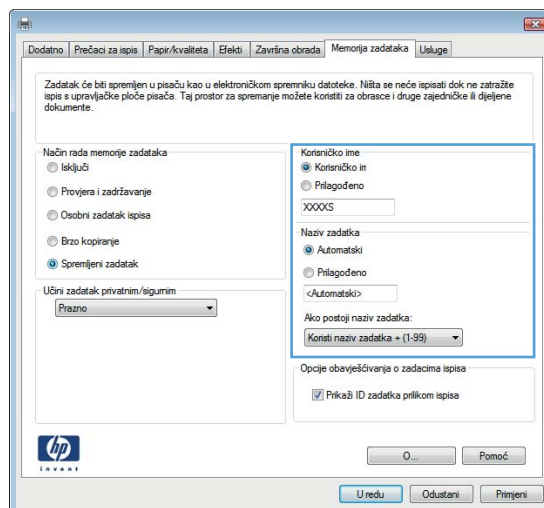 Dodatno Prečaci za ispis Papir/kvaliteta Efekti Završna obrada Memorija zadataka Usluge
Zadatak će biti spremljen u pisaču kao u elektroničkom spremniku datoteke. Ništa se neće ispisati dok ne zatražite
ispis s upravljačke ploče pisača. Taj prostor za spremanje možete koristiti za obrasce i druge zajedničke ili dijeljene
dokumente.
Način rada memorije zadataka
Isključi
Provjera i zadržavanje
Osobni zadatak ispisa
Brzo kopiranje
Spremljeni zadatak
Učini zadatak privatnim/sigurnim
Prazno
Korisničko ime
Korisničko im
Prilagođeno
XXXXS
Naziv zadatka
Automatski
Prilagođeno
<Automatski>
Ako postoji naziv zadatka:
Koristi naziv zadatka + (1-99)
Opcije obavješćivanja o zadacima ispisa
Prikaži ID zadatka prilikom ispisa
hp
invent
O... Pomoć
U redu Odustani Primijeni